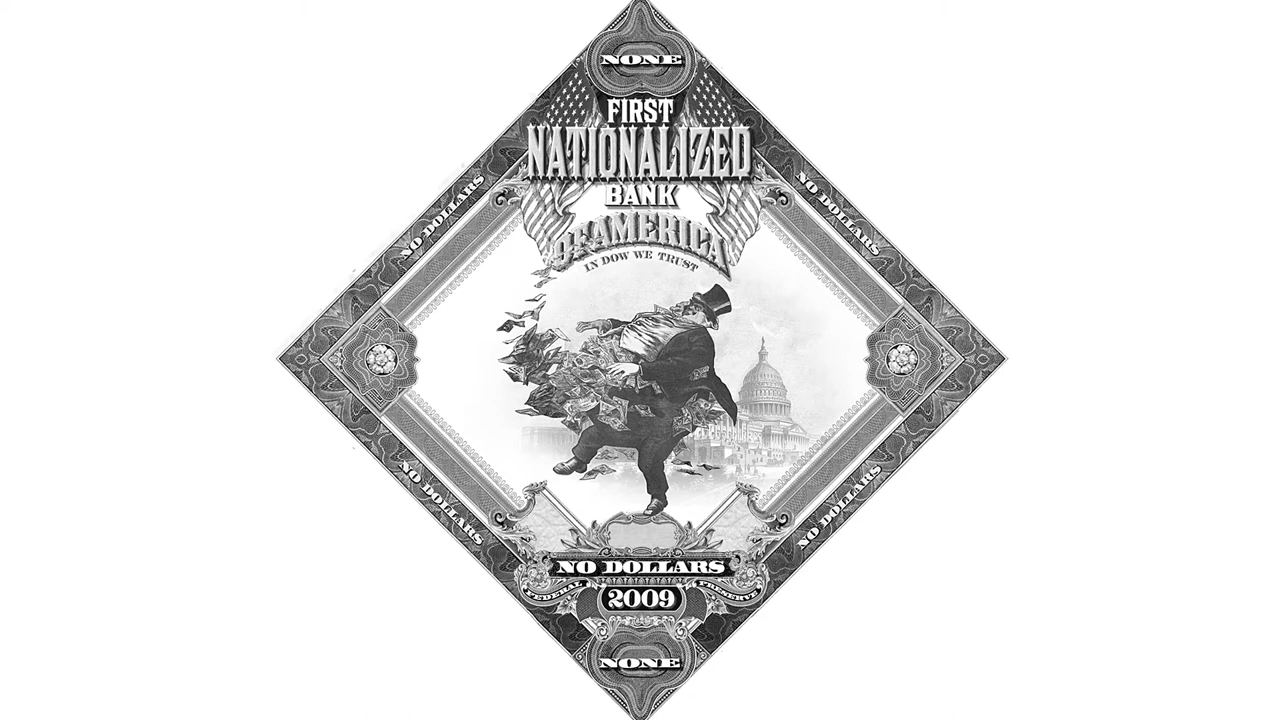 NONE
FIRST
NATIONALIZED
BANK
OF AMERICA
IN DOW WE TRUST
NO DOLLARS
NO DOLLARS
NO DOLLARS
NO DOLLARS
NO DOLLARS
FEDERAL
PRESERVE
2009
NONE